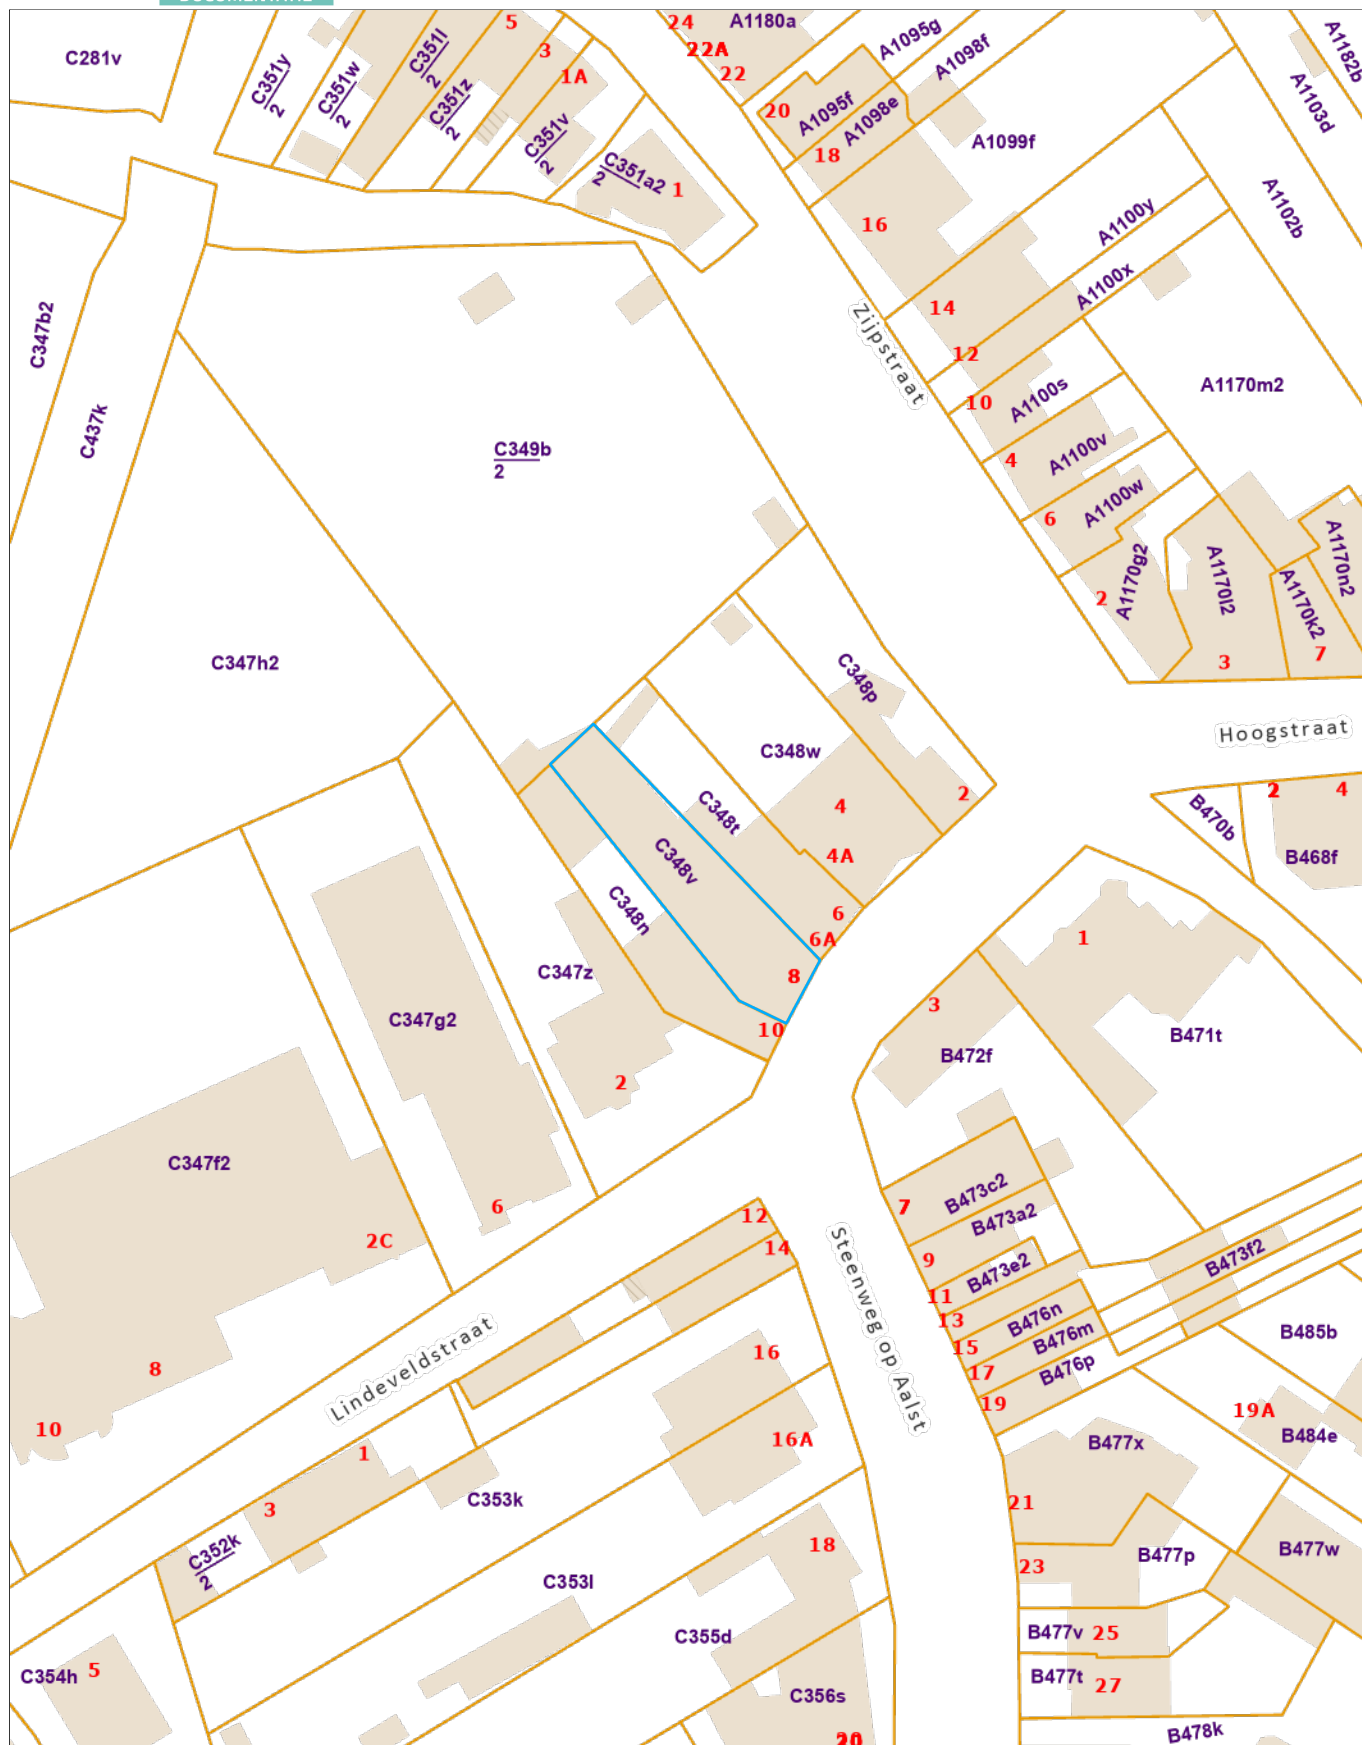 C281v
C351y
2
C351w
2
C351l
2
C351z
2
5
3
1A
C351v
2
C351a2
2
1
24
22A
22
A1180a
A1095g
A1098f
20
A1095f
A1098e
18
A1099f
A1182b
A1103d
A1102b
16
A1100y
A1100x
14
12
Zijpstraat
10
A1100s
A1170m2
4
A1100v
6
A1100w
2
A1170g2
A1170l2
3
A1170k2
7
A1170n2
C347b2
C437k
C349b
2
C347h2
C348p
C348w
2
4
4A
C348t
C348v
C348n
6
6A
8
10
Hoogstraat
B470b
2
4
B468f
C347z
2
C347g2
6
C347f2
2C
8
10
1
3
B472f
B471t
7
B473c2
B473a2
9
B473e2
11
13
B476n
15
B476m
17
B476p
19
B473f2
B485b
12
14
Steenweg op Aalst
Lindeveldstraat
16
16A
1
3
C353k
C352k
2
C353l
18
C355d
C354h
5
C356s
20
19A
B484e
B477x
21
B477p
B477w
23
B477v
25
B477t
27
B478k